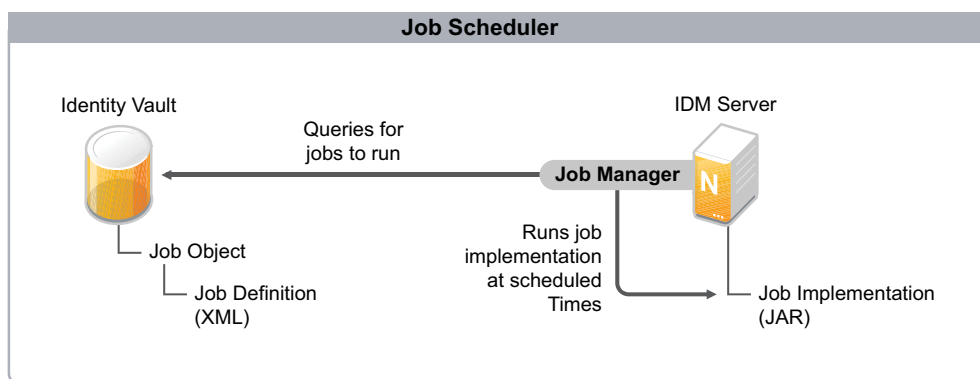 Job Scheduler
Identity Vault
IDM Server
Queries for
jobs to run
Job Manager
N
Runs job
implementation
at scheduled
Times
Job Object
Job Definition
(XML)
Job Implementation
(JAR)